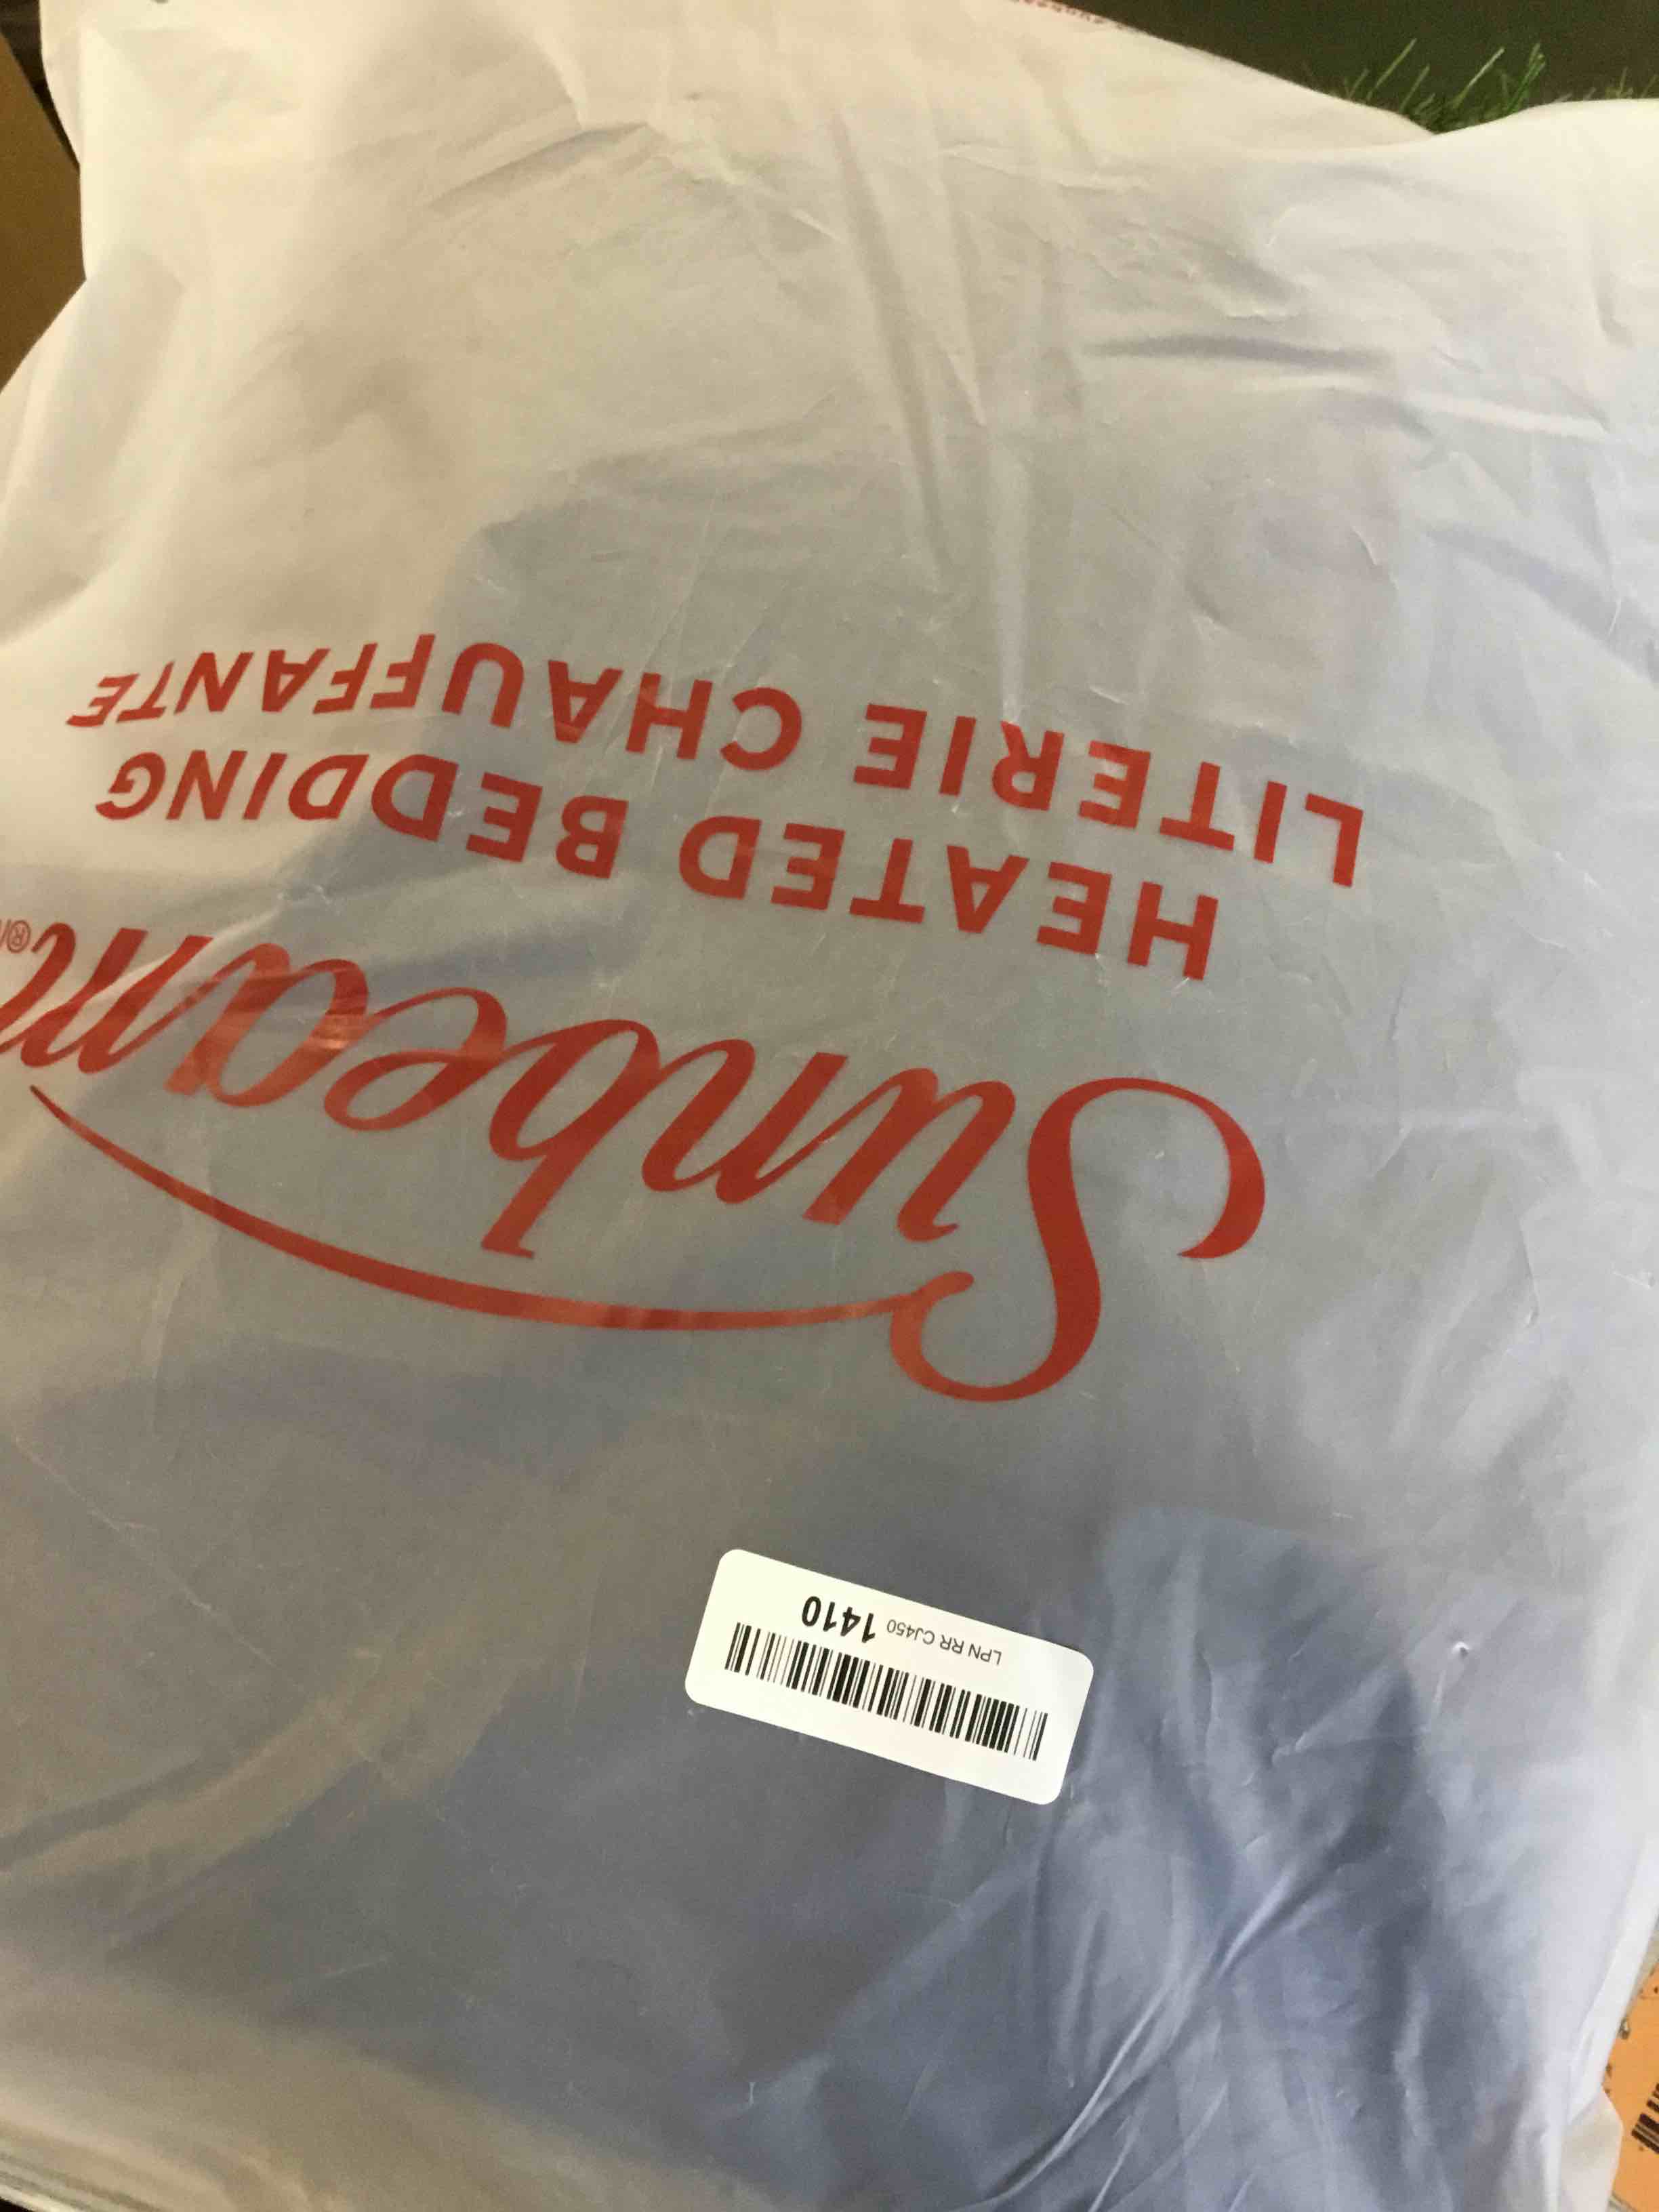 Sunbeam®
HEATED BEDDING
LITERIE CHAUFFANTE
LPN RR CJ450 1410